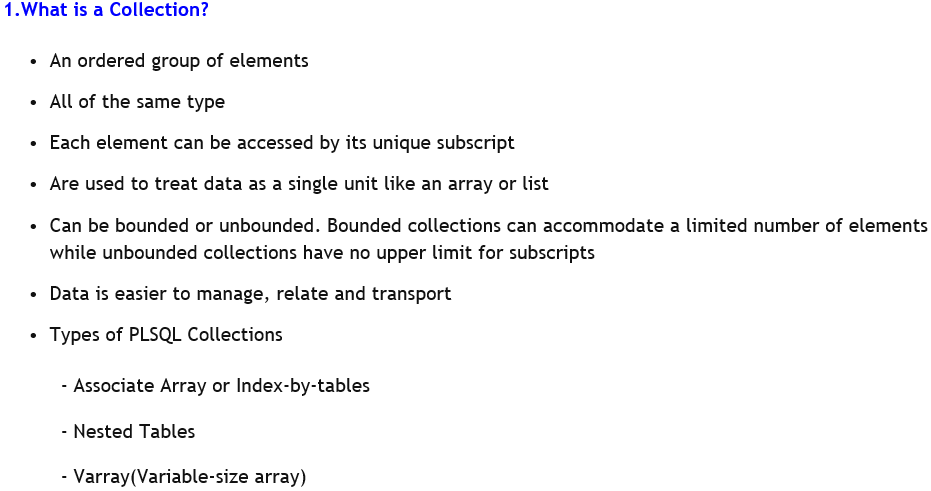 1.What is a Collection?
• An ordered group of elements
• All of the same type
• Each element can be accessed by its unique subscript
• Are used to treat data as a single unit like an array or list
• Can be bounded or unbounded. Bounded collections can accommodate a limited number of elements
while unbounded collections have no upper limit for subscripts
• Data is easier to manage, relate and transport
• Types of PLSQL Collections
- Associate Array or Index-by-tables
- Nested Tables
- Varray(Variable-size array)